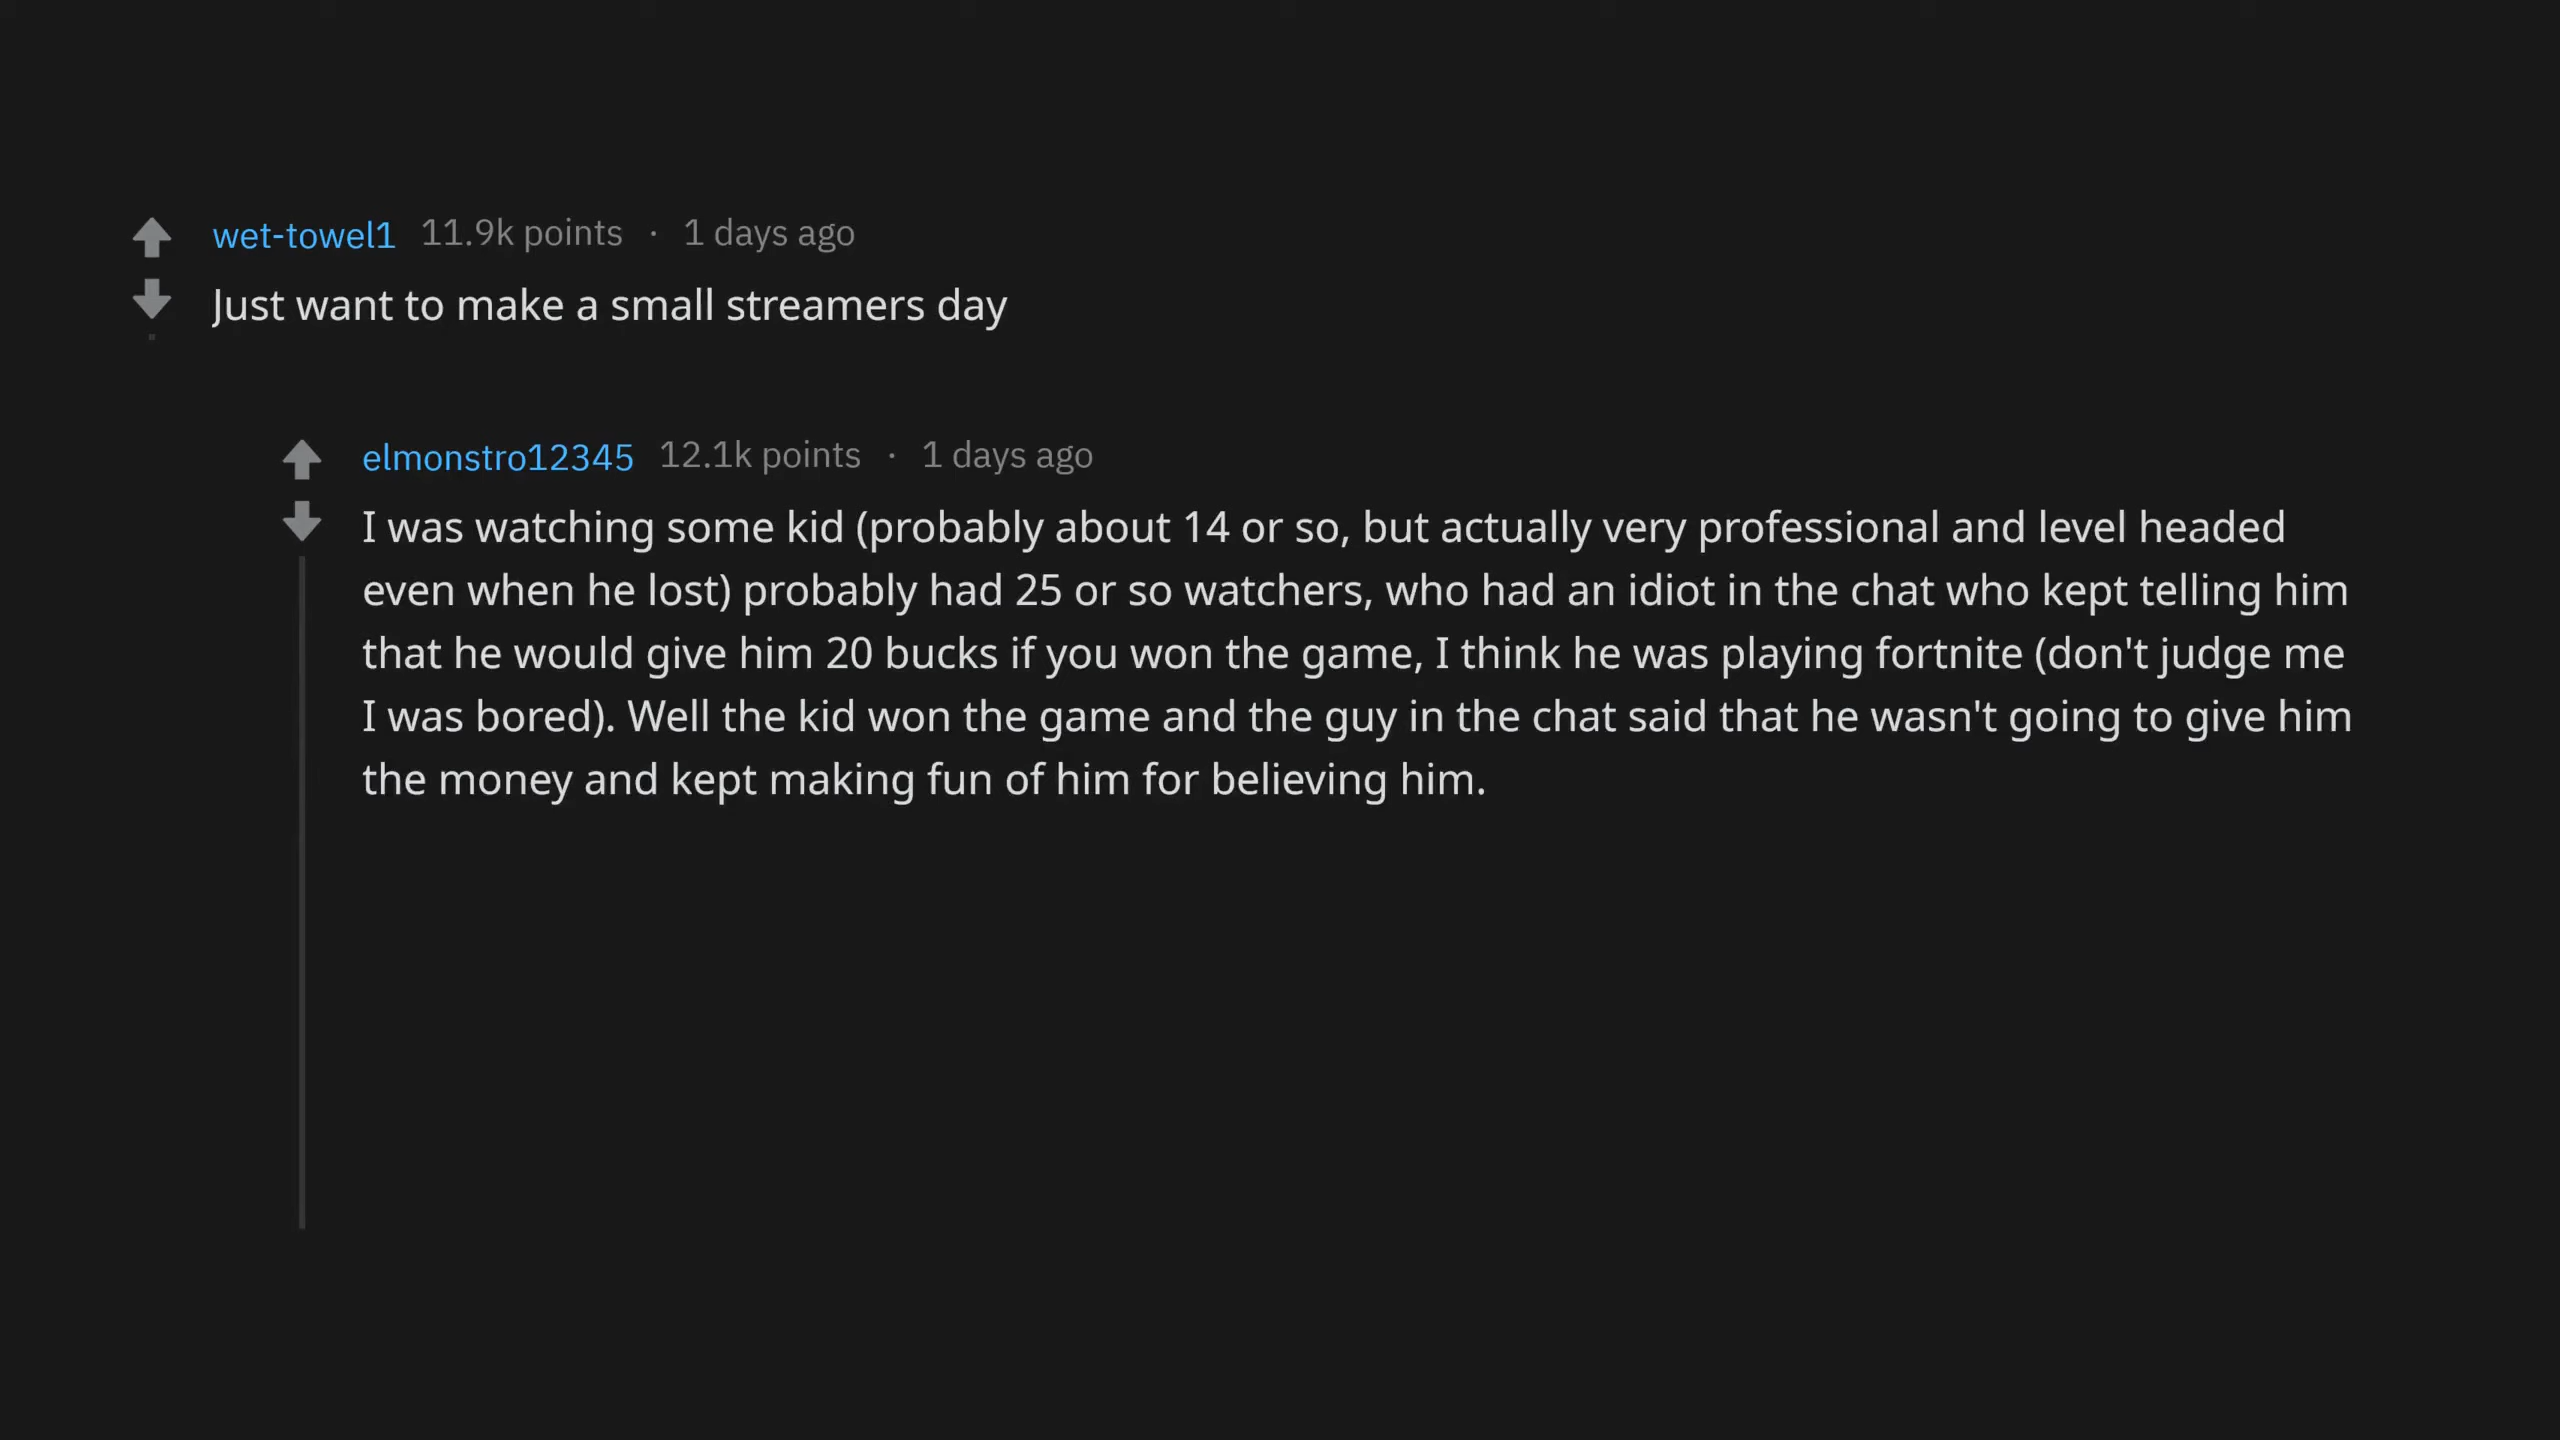 wet-towel1 11.9k points · 1 days ago
Just want to make a small streamers day
elmonstro12345 12.1k points · 1 days ago
I was watching some kid (probably about 14 or so, but actually very professional and level headed
even when he lost) probably had 25 or so watchers, who had an idiot in the chat who kept telling him
that he would give him 20 bucks if you won the game, I think he was playing fortnite (don't judge me
I was bored). Well the kid won the game and the guy in the chat said that he wasn't going to give him
the money and kept making fun of him for believing him.